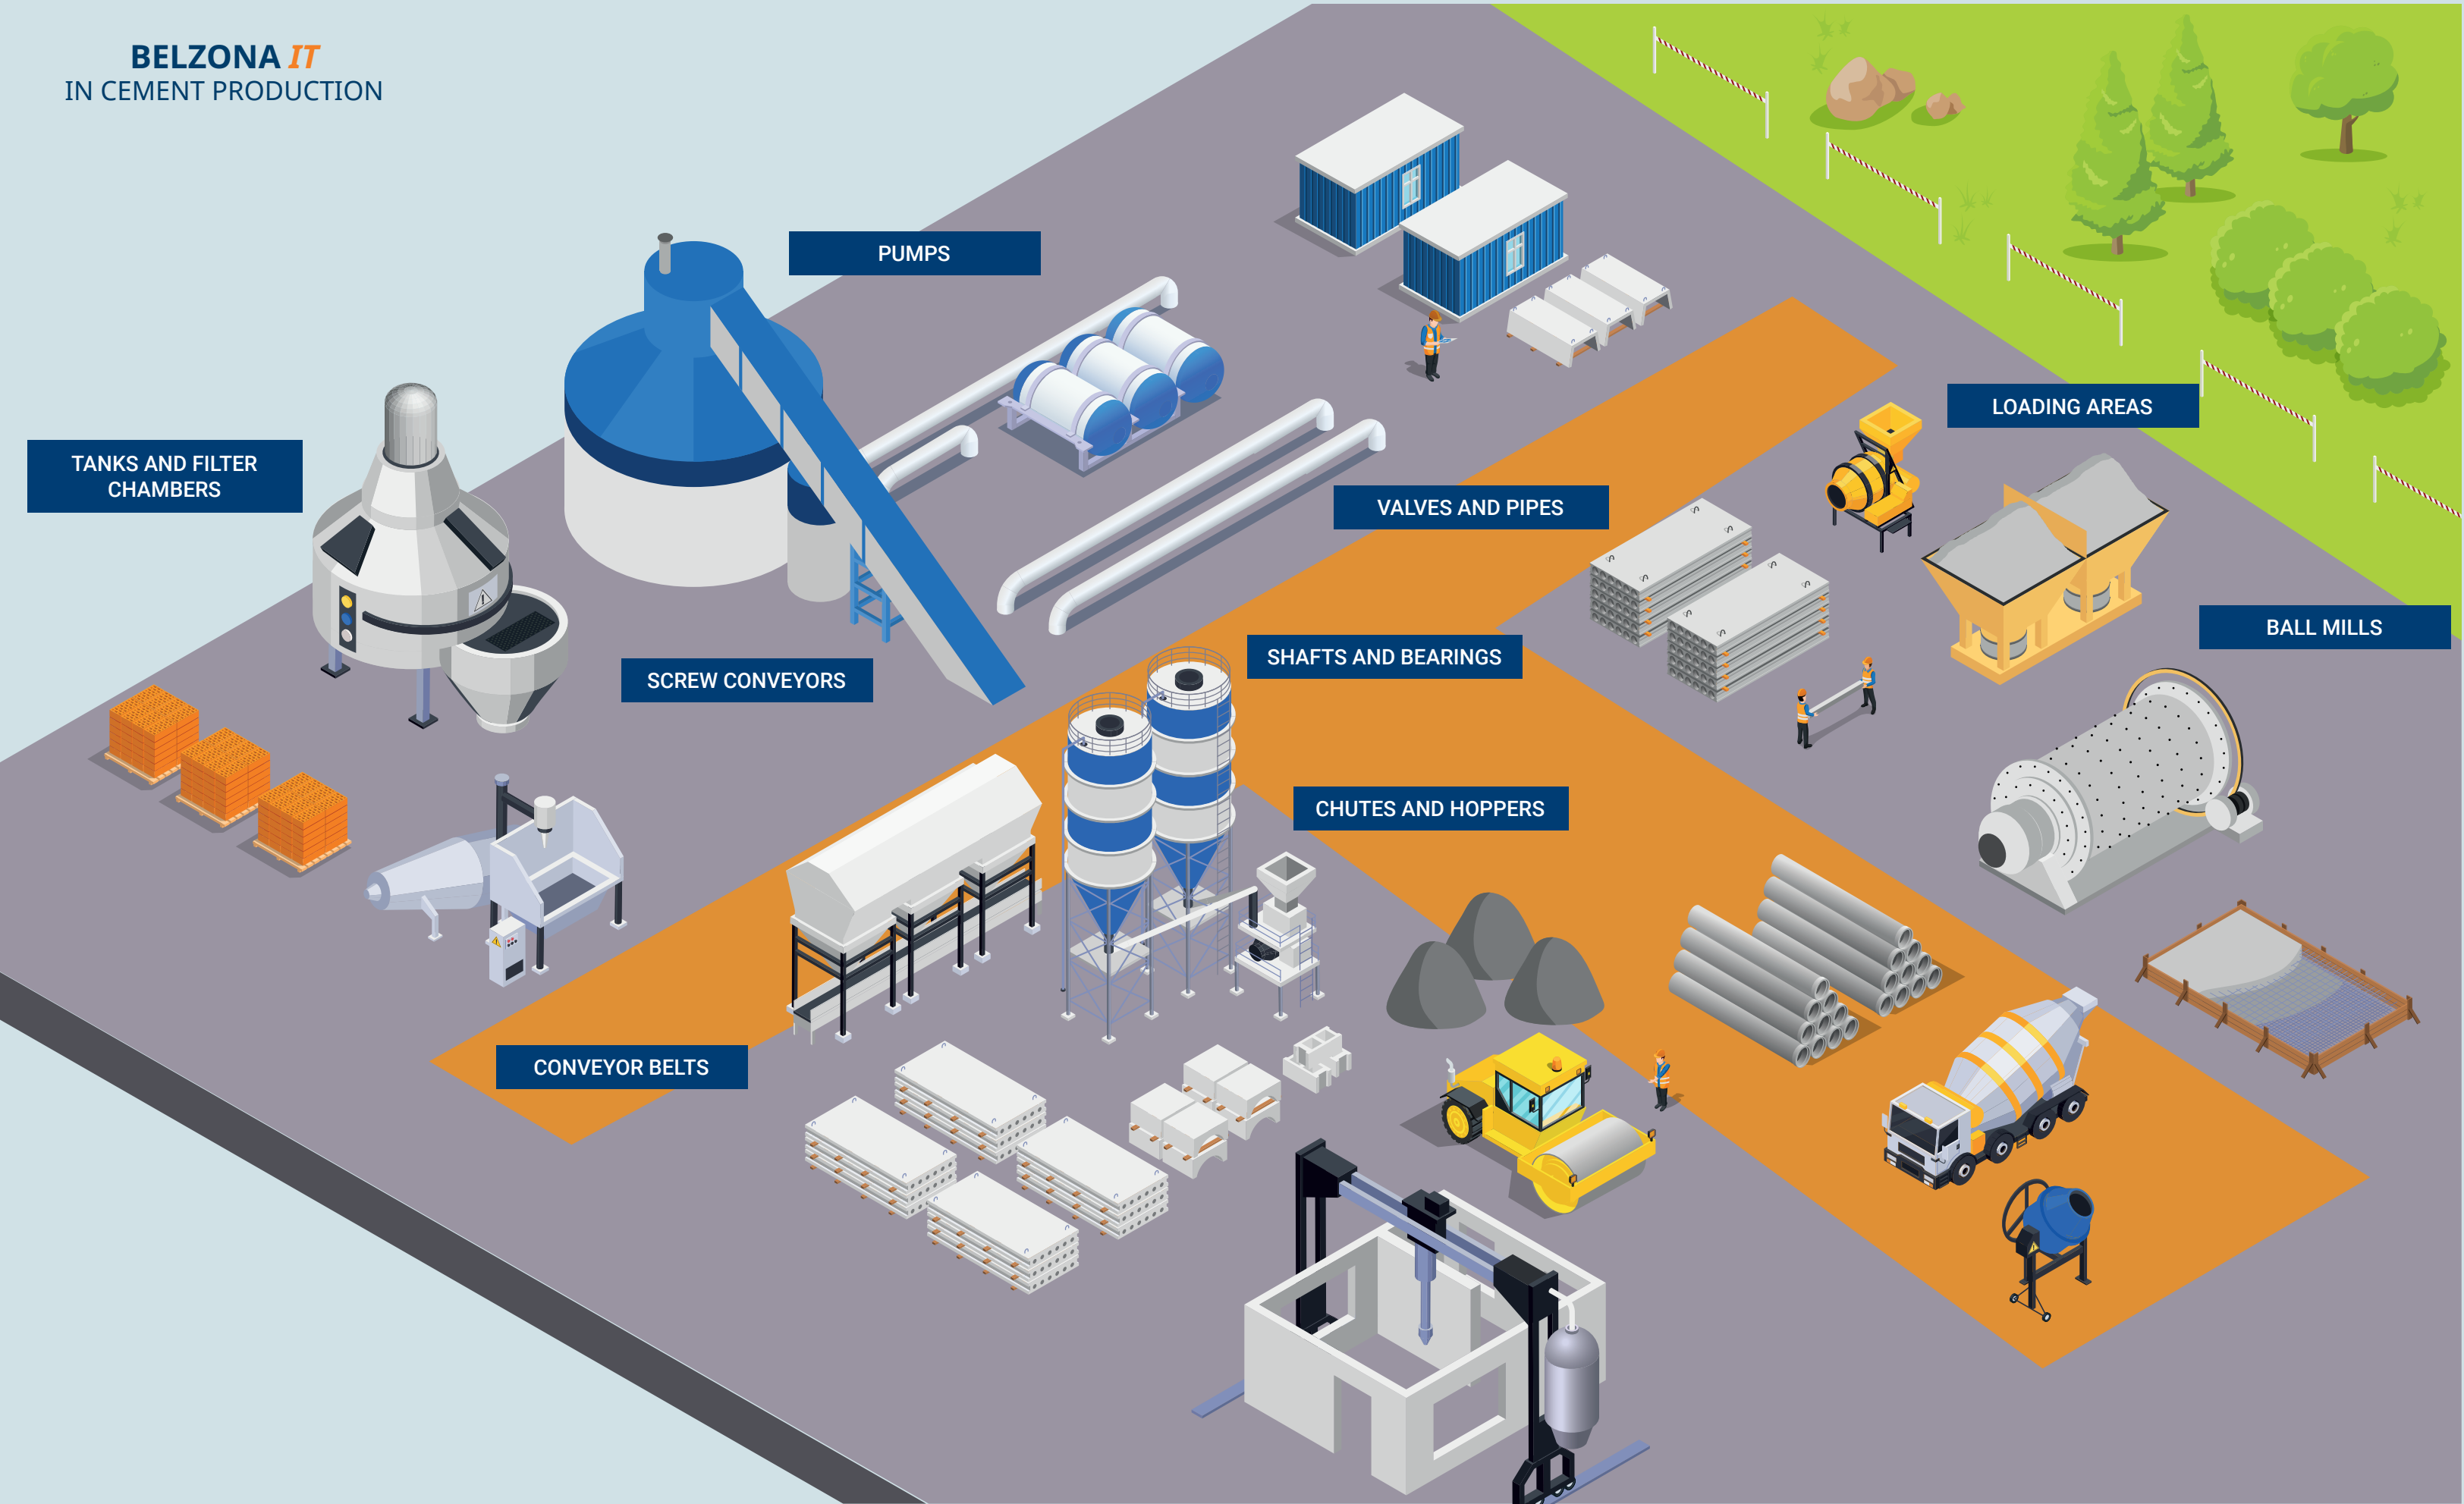 BELZONA IT
IN CEMENT PRODUCTION
PUMPS
LOADING AREAS
TANKS AND FILTER
CHAMBERS
VALVES AND PIPES
BALL MILLS
SHAFTS AND BEARINGS
SCREW CONVEYORS
CHUTES AND HOPPERS
CONVEYOR BELTS